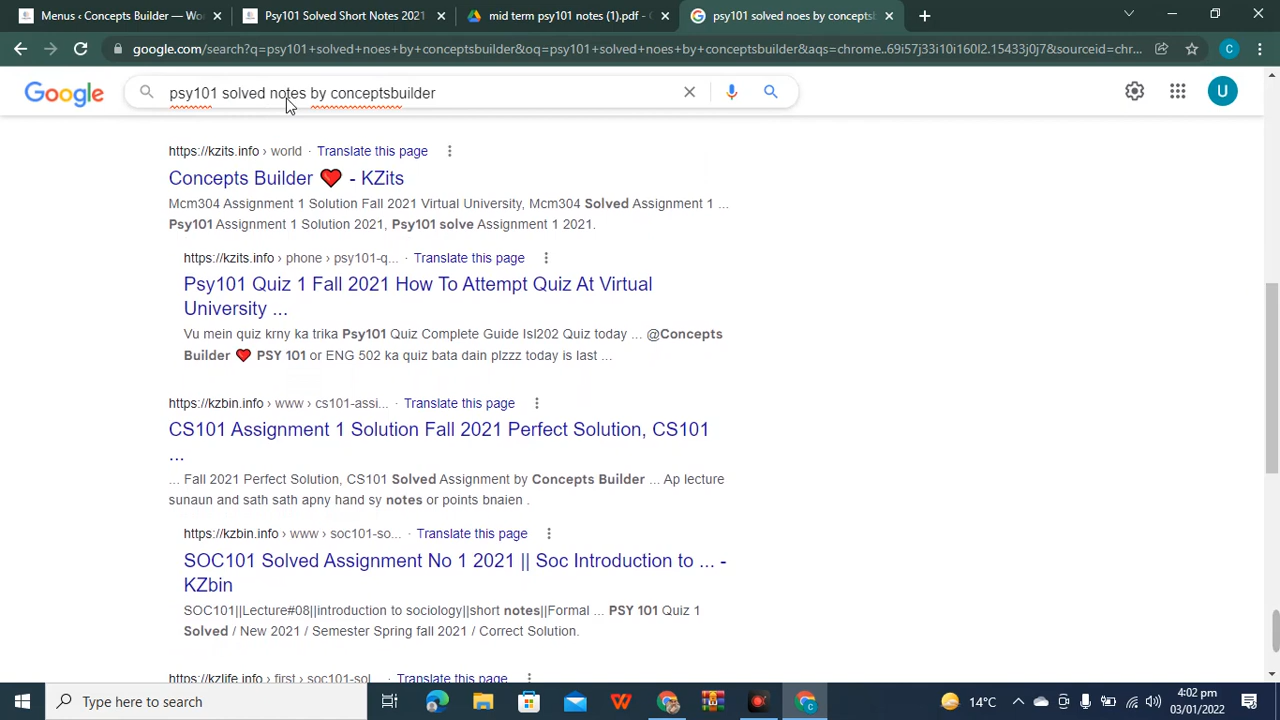 Menus ‹ Concepts Builder — Wo
Psy101 Solved Short Notes 2021
mid term psy101 notes (1).pdf - G
psy101 solved noes by conceptsb
google.com/search?q=psy101+solved+noes+by+conceptsbuilder&oq=psy101+solved+noes+by+conceptsbuilder&aqs=chrome..69i57j33i10i160l2.15433j0j7&sourceid=chr...
C
Google
psy101 solved notes by conceptsbuilder
U
https://kzits.info › world · Translate this page
Concepts Builder ❤️ - KZits
Mcm304 Assignment 1 Solution Fall 2021 Virtual University, Mcm304 Solved Assignment 1 ...
Psy101 Assignment 1 Solution 2021, Psy101 solve Assignment 1 2021.
https://kzits.info › phone › psy101-q... · Translate this page
Psy101 Quiz 1 Fall 2021 How To Attempt Quiz At Virtual
University ...
Vu mein quiz krny ka trika Psy101 Quiz Complete Guide Isl202 Quiz today ... @Concepts
Builder ❤️ PSY 101 or ENG 502 ka quiz bata dain plzzz today is last ...
https://kzbin.info › www › cs101-assi... · Translate this page
CS101 Assignment 1 Solution Fall 2021 Perfect Solution, CS101
...
... Fall 2021 Perfect Solution, CS101 Solved Assignment by Concepts Builder ... Ap lecture
sunaun and sath sath apny hand sy notes or points bnaien .
https://kzbin.info › www › soc101-so... · Translate this page
SOC101 Solved Assignment No 1 2021 || Soc Introduction to ... -
KZbin
SOC101||Lecture#08||introduction to sociology||short notes||Formal ... PSY 101 Quiz 1
Solved / New 2021 / Semester Spring fall 2021 / Correct Solution.
https://kzlife.info › first › soc101-sol... · Translate this page
Type here to search
14°C
4:02 pm
03/01/2022